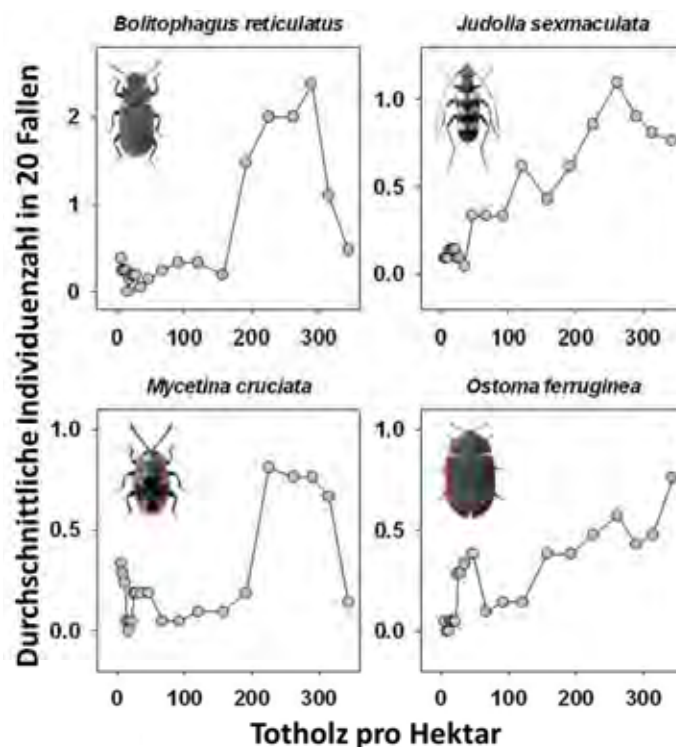 Bolitophagus reticulatus
Judolia sexmaculata
Durchschnittliche Individuenzahl in 20 Fallen
2
1
0
0 100 200 300
1.0
0.5
0.0
0 100 200 300
Mycetina cruciata
Ostoma ferruginea
1.0
0.5
0.0
0 100 200 300
1.0
0.5
0.0
0 100 200 300
Totholz pro Hektar